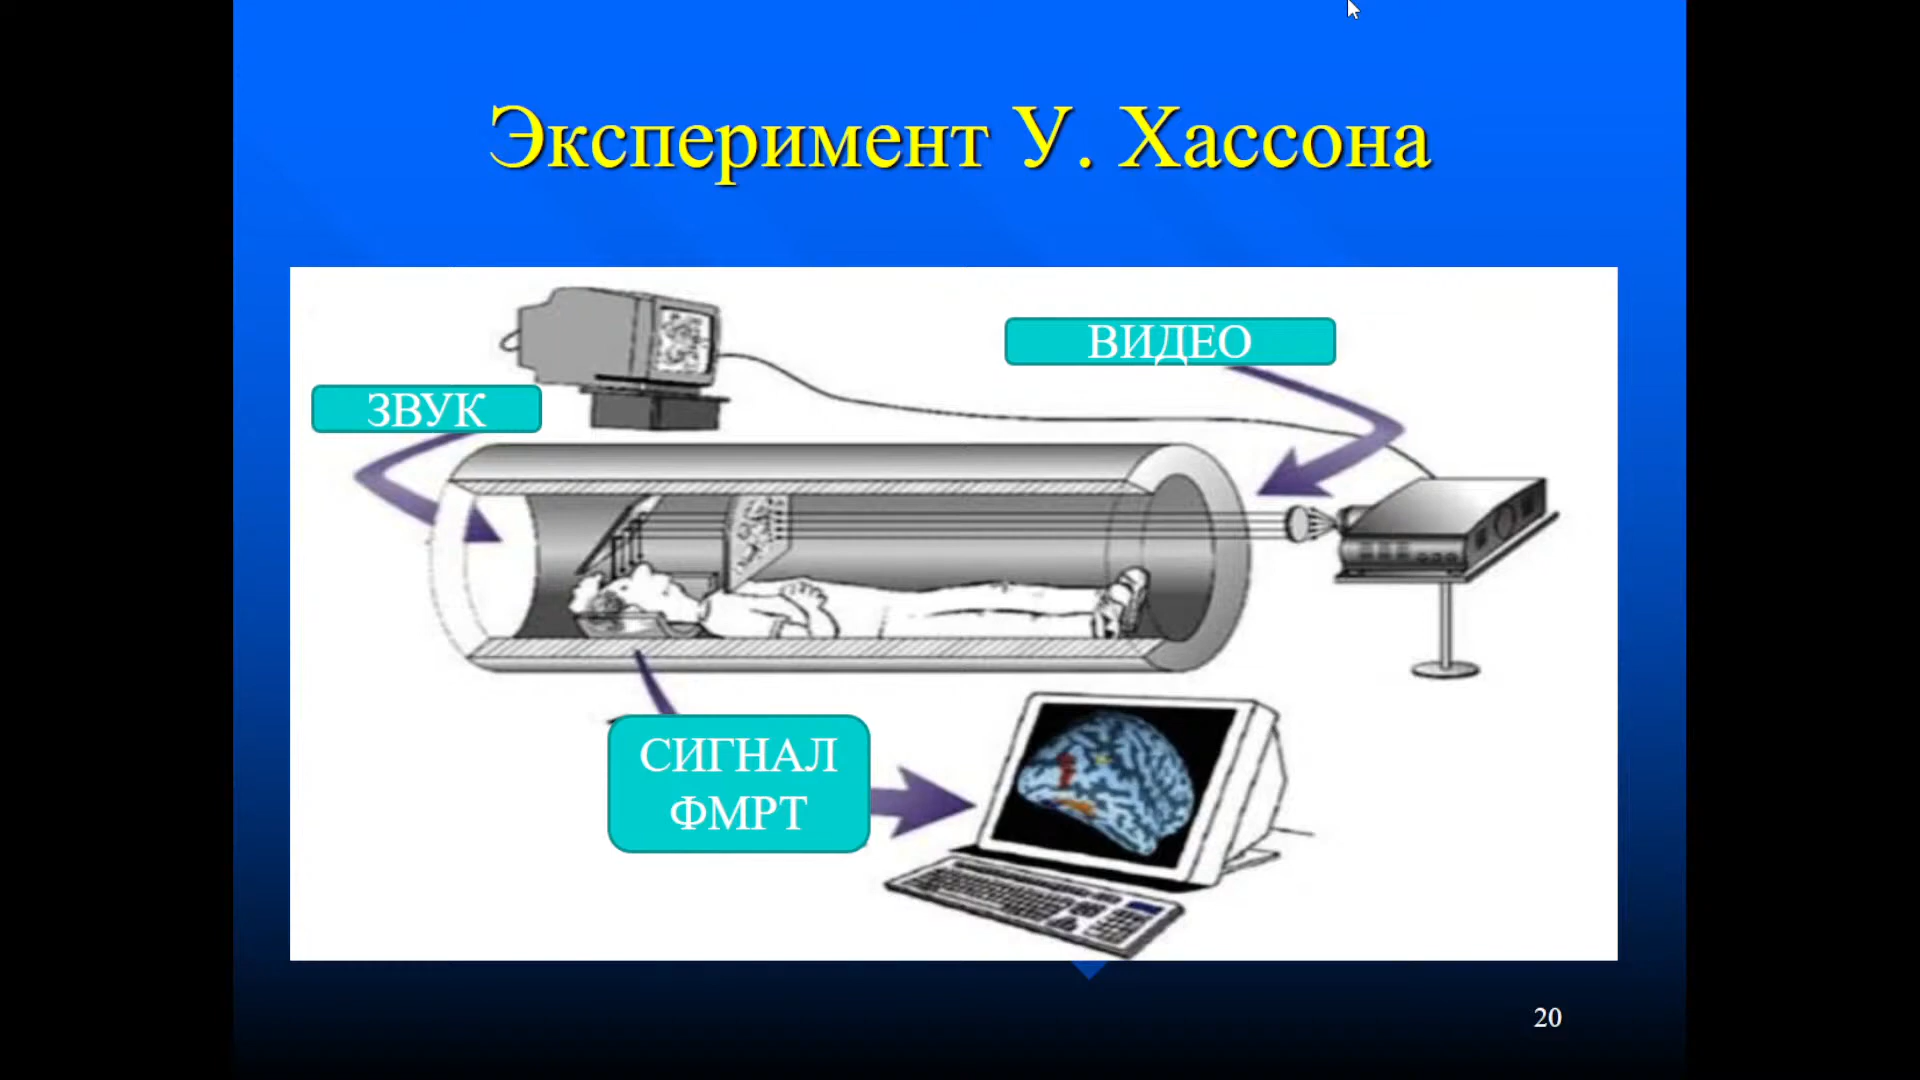 Эксперимент У. Хассона
ВИДЕО
ЗВУК
СИГНАЛ
ФМРТ
20